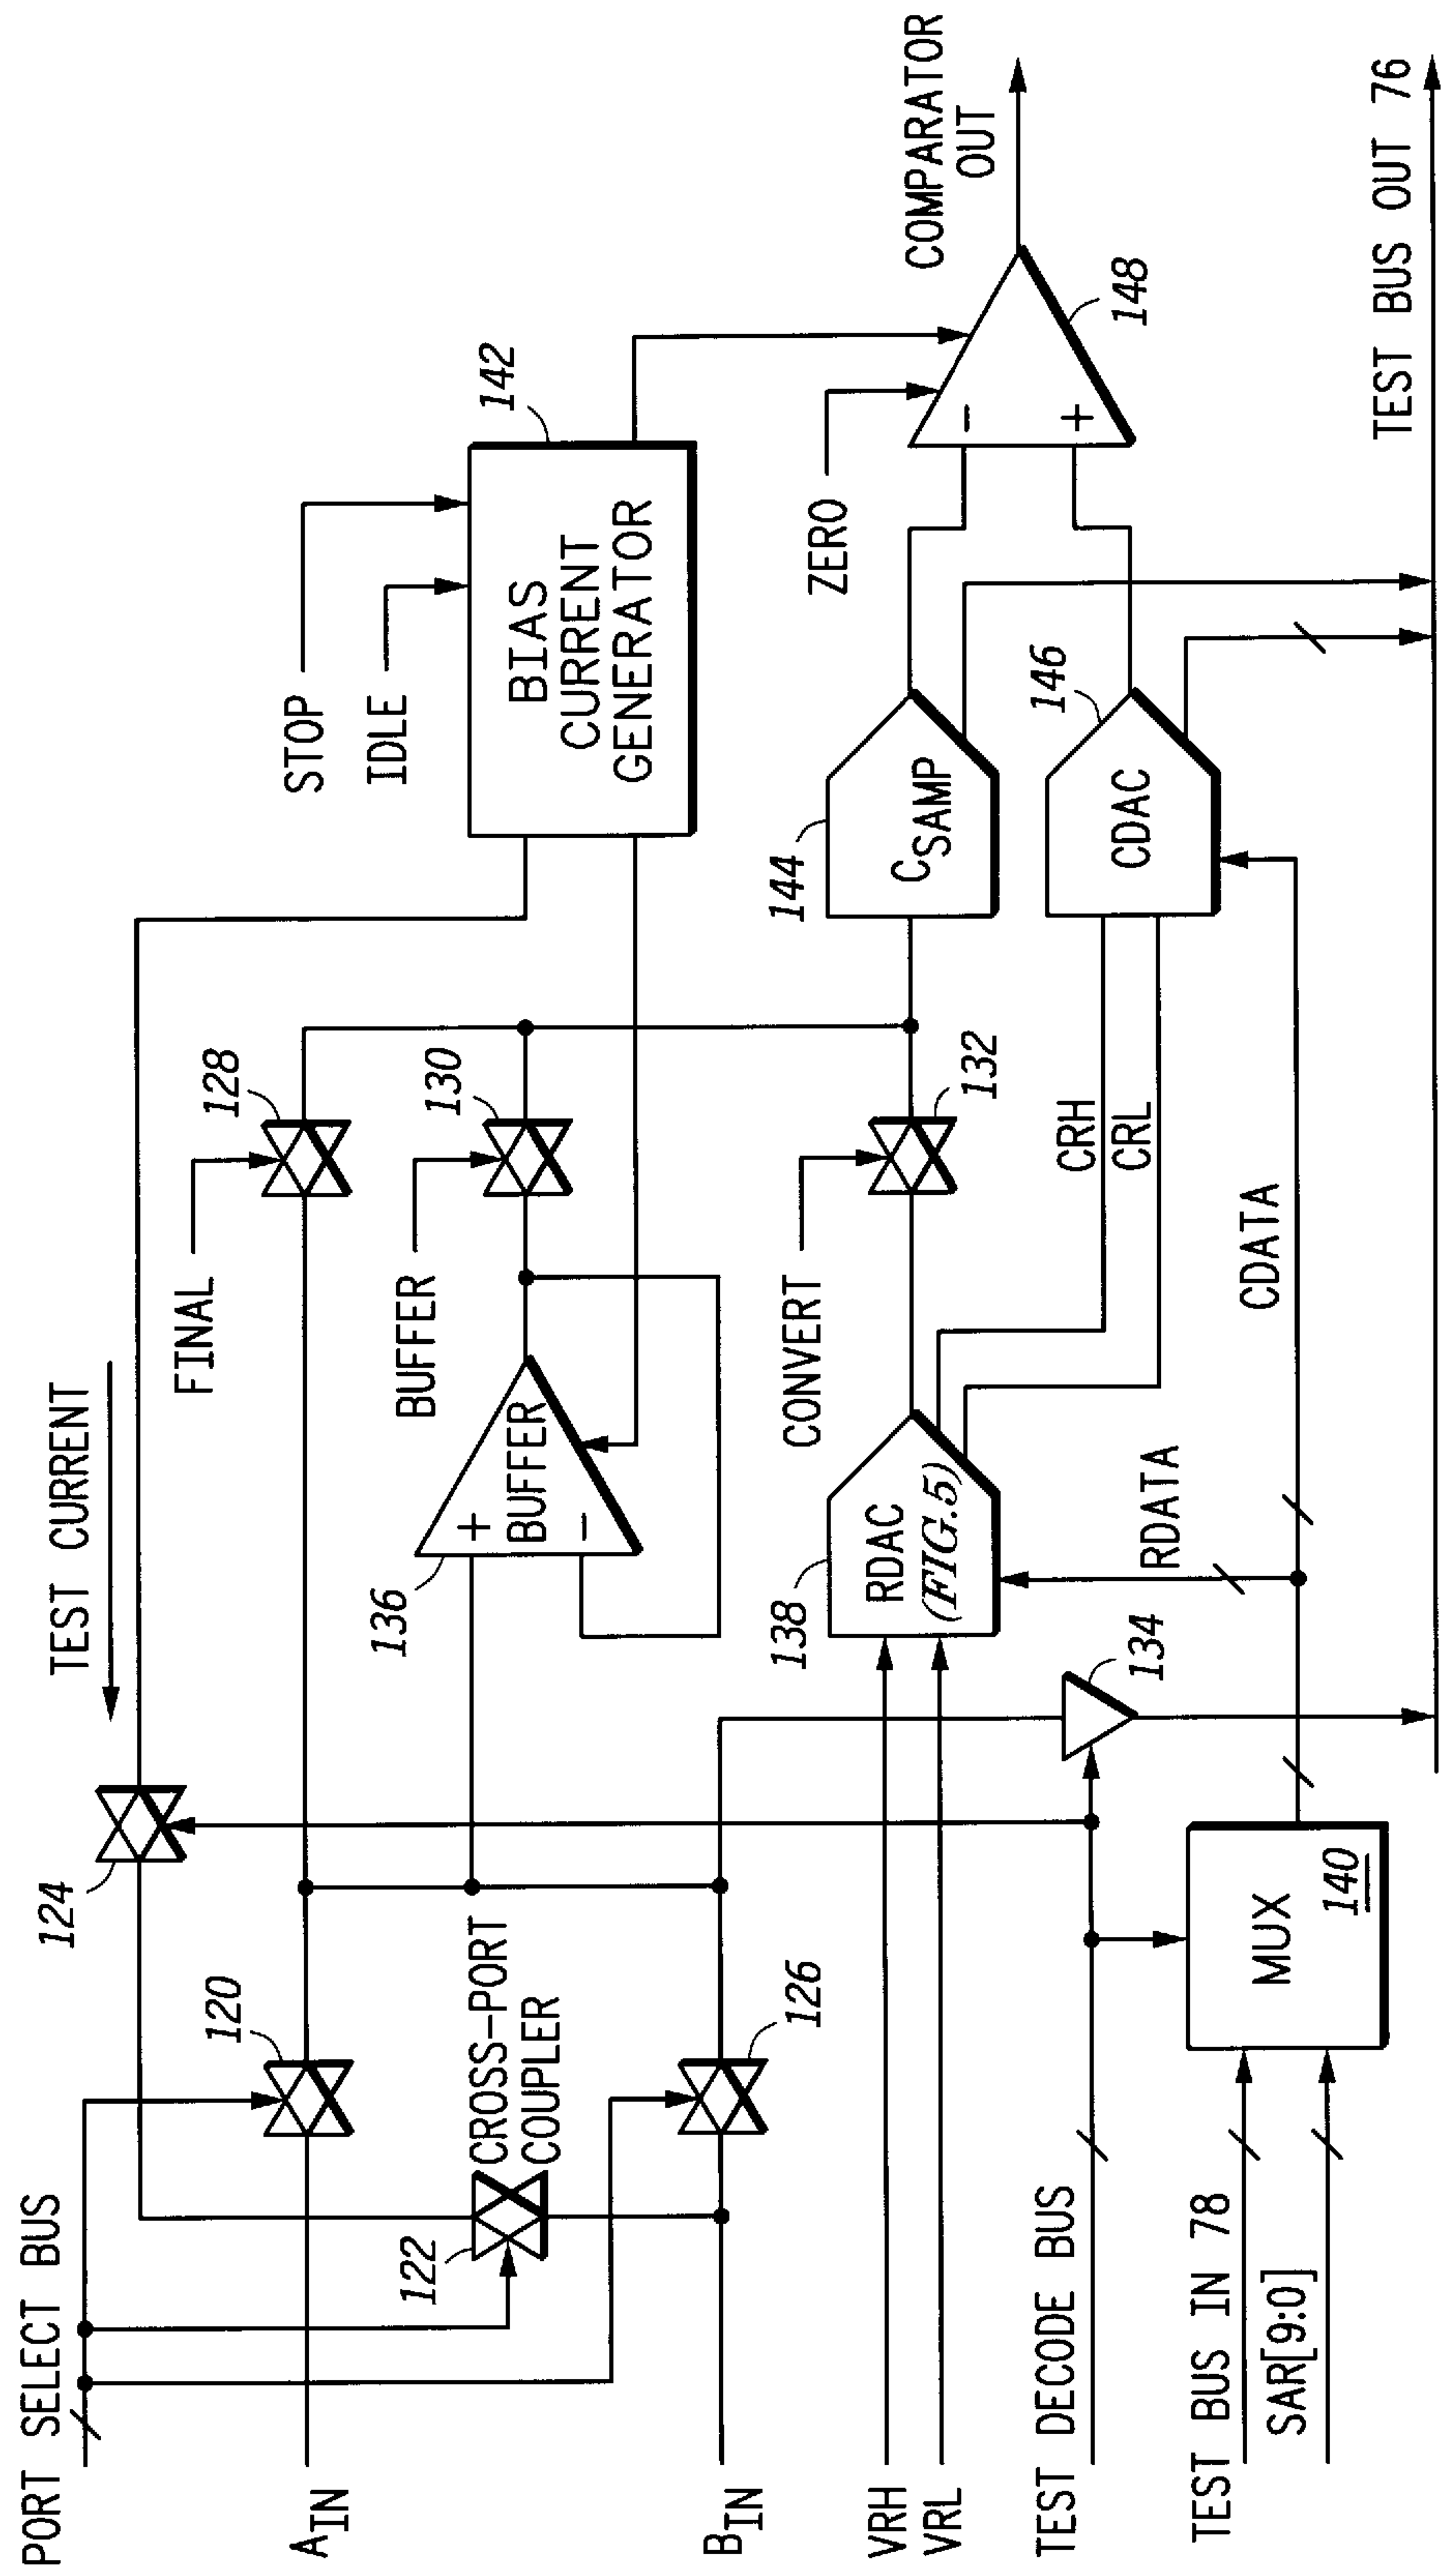 PORT SELECT BUS
A_IN
B_IN
VRH
VRL
TEST DECODE BUS
TEST BUS IN 78
SAR[9:0]
124
120
122
CROSS-PORT
COUPLER
126
MUX
140
TEST CURRENT
FINAL
128
BUFFER
130
136
+
BUFFER
-
CONVERT
132
138
RDAC
(FIG.5)
134
RDATA
CDATA
CRH
CRL
STOP
IDLE
142
BIAS
CURRENT
GENERATOR
144
CSAMP
146
CDAC
ZERO
-
+
148
COMPARATOR
OUT
TEST BUS OUT 76